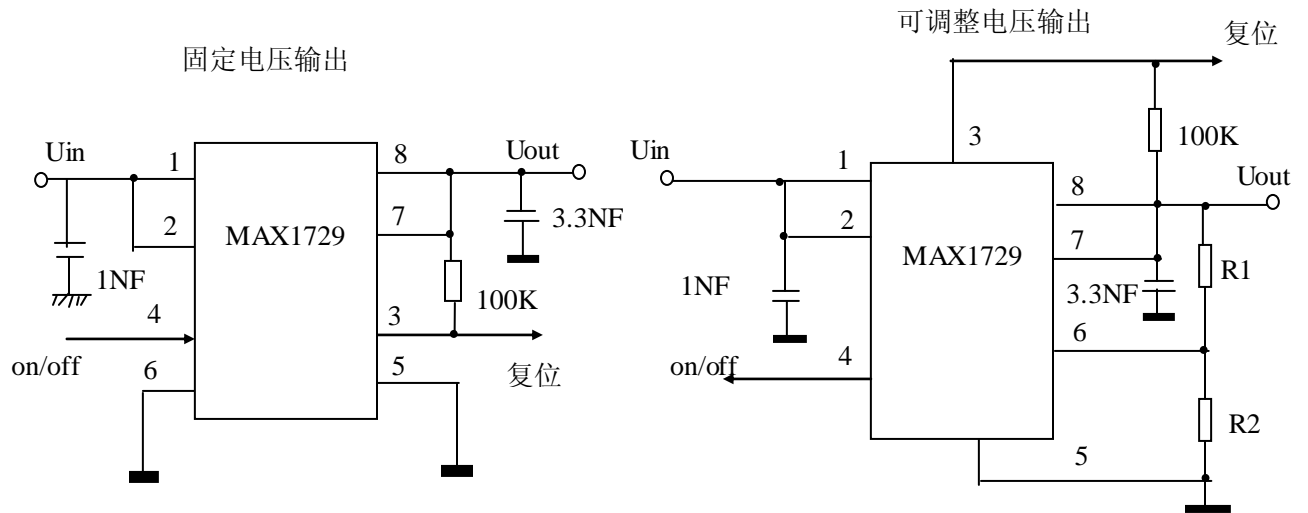 固定电压输出
Uin
1
2
4
6
on/off
1NF
MAX1729
8
7
3
5
Uout
3.3NF
100K
复位
可调整电压输出
复位
3
100K
Uin
1
2
4
1NF
on/off
MAX1729
8
7
6
5
Uout
3.3NF
R1
R2